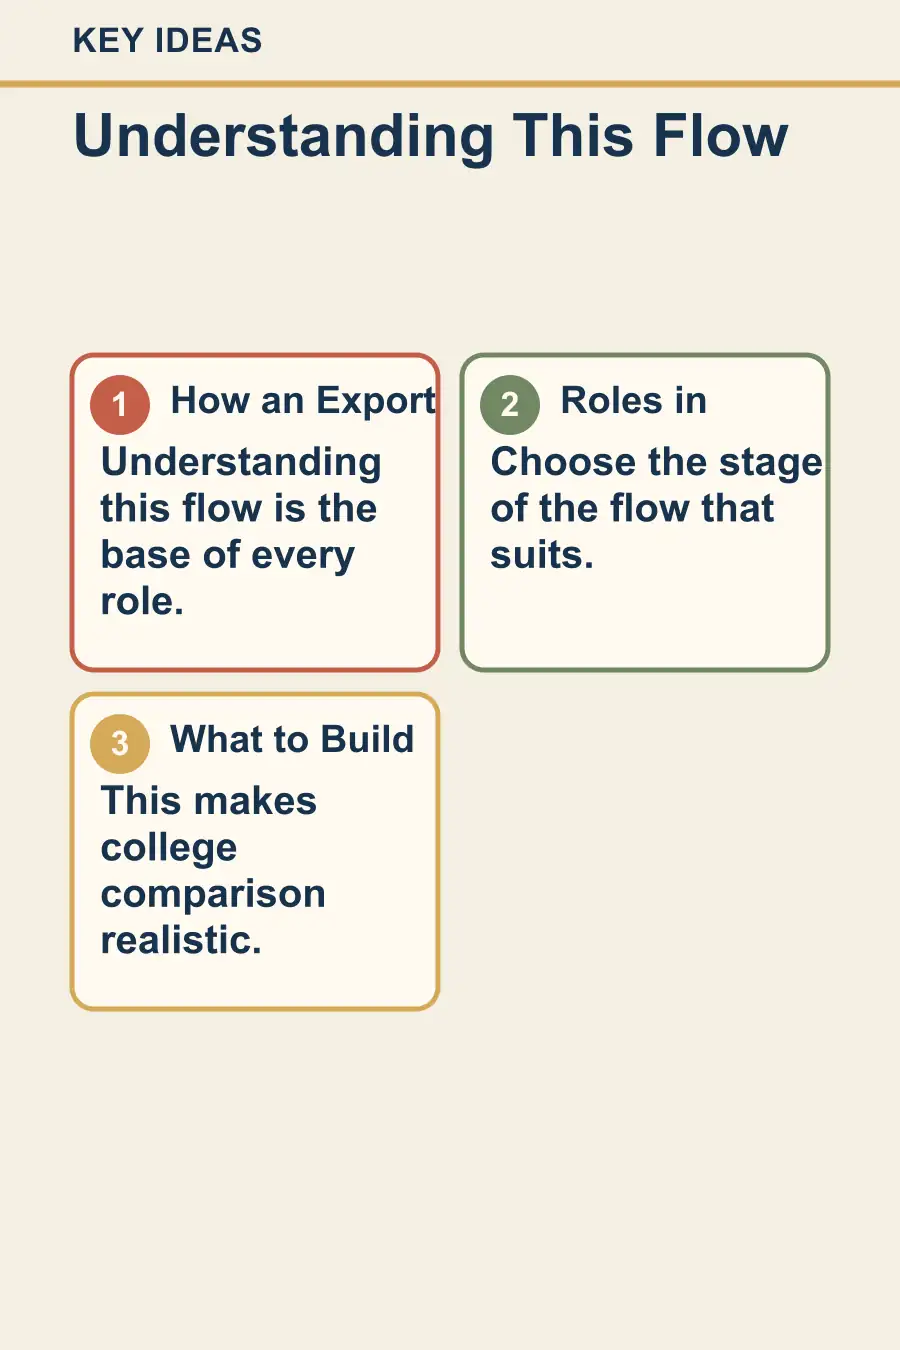 KEY IDEAS
Understanding This Flow
1
How an Export
Understanding
this flow is the
base of every
role.
2
Roles in
Choose the stage
of the flow that
suits.
3
What to Build
This makes
college
comparison
realistic.